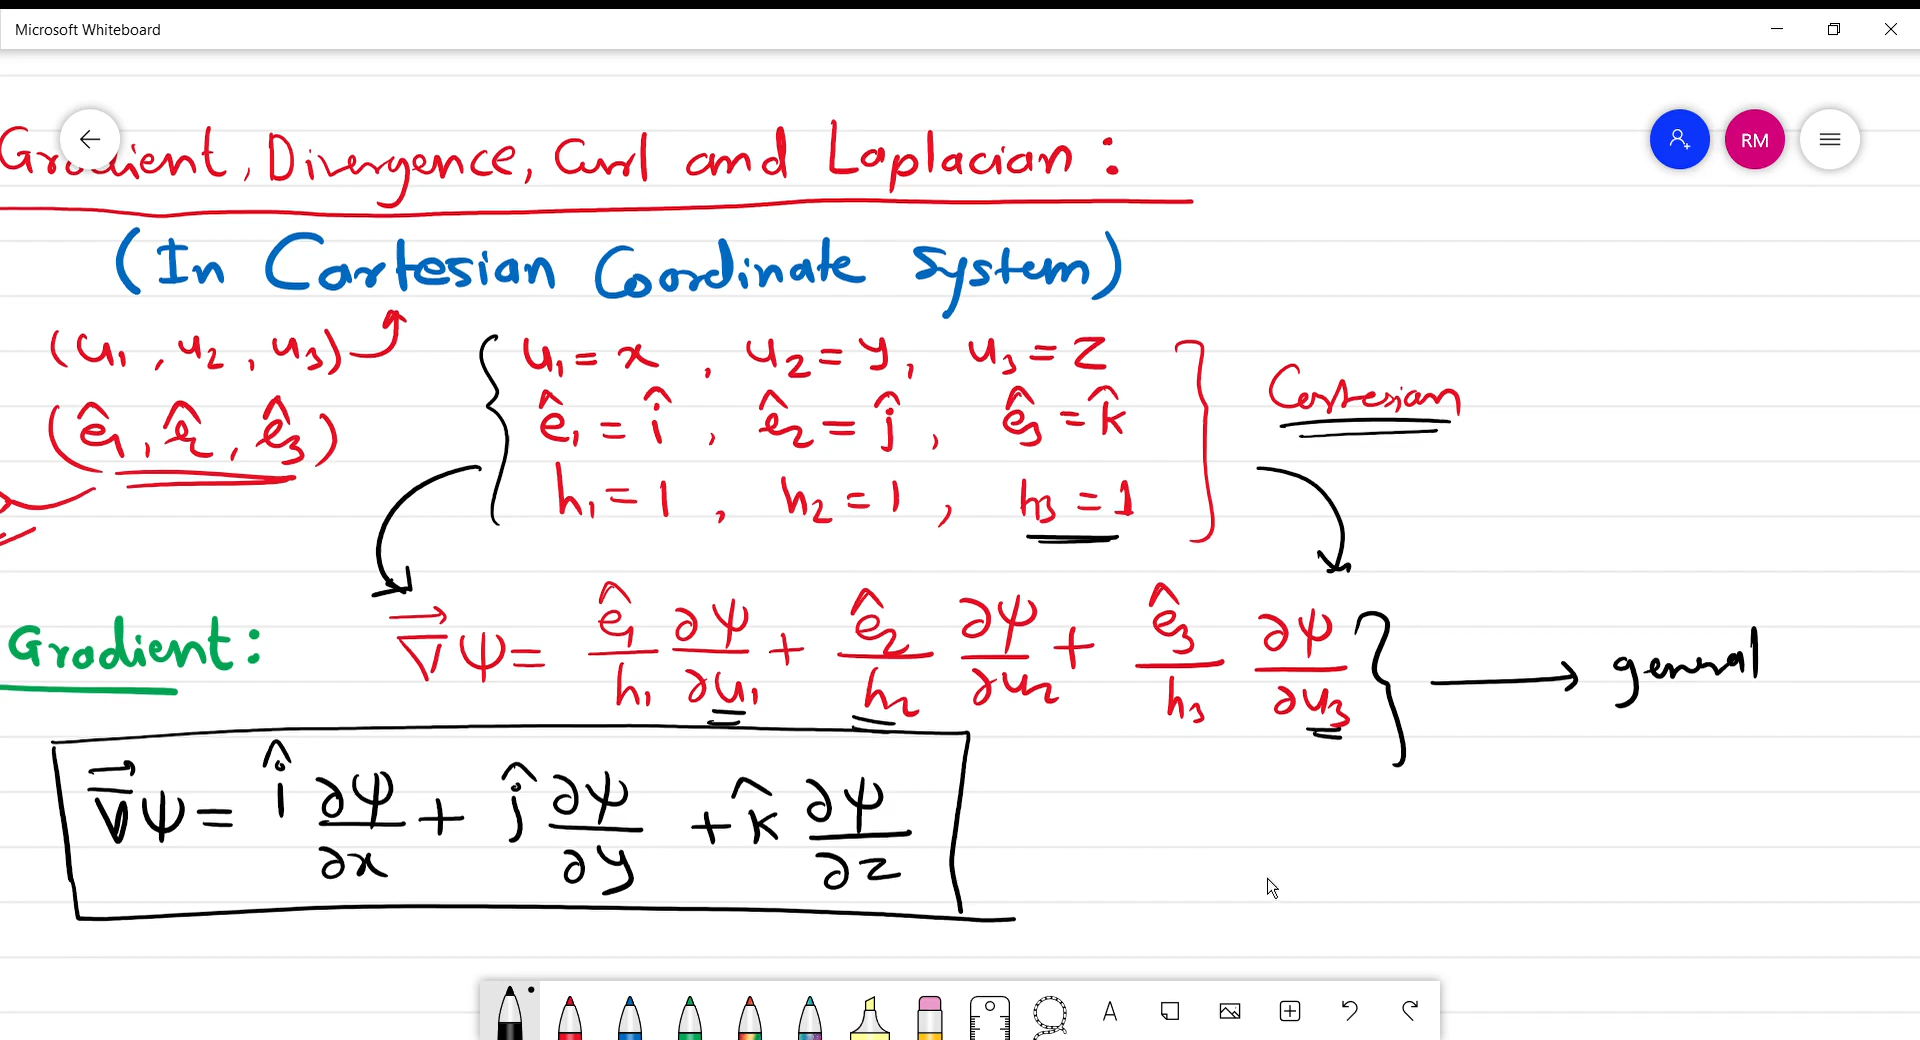 Microsoft Whiteboard
RM
Gradient, Divergence, Curl and Laplacian :
(In Cartesian Coordinate System)
(u₁, u₂, u₃)
(ê₁, ê₂, ê₃)
u₁ = x, u₂ = y, u₃ = z
ê₁ = î, ê₂ = ĵ, ê₃ = k̂
h₁ = 1, h₂ = 1, h₃ = 1
Cartesian
Gradient: ∇⃗ψ = ê₁/h₁ ∂ψ/∂u₁ + ê₂/h₂ ∂ψ/∂u₂ + ê₃/h₃ ∂ψ/∂u₃ } → general
∇⃗ψ = î ∂ψ/∂x + ĵ ∂ψ/∂y + k̂ ∂ψ/∂z